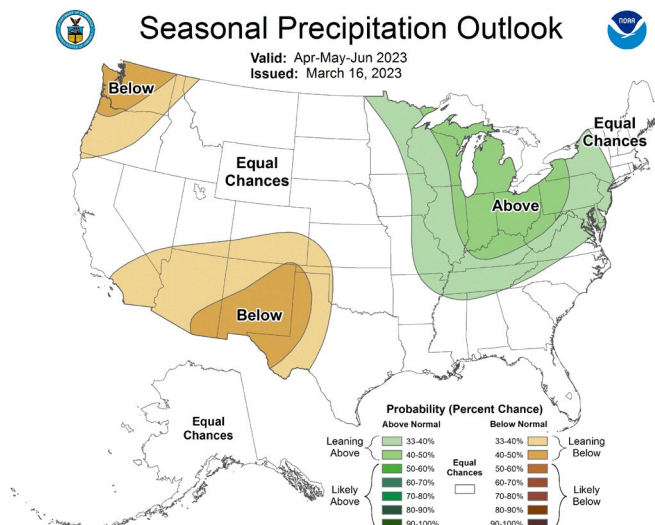 Seasonal Precipitation Outlook
NOAA
Valid: Apr-May-Jun 2023
Issued: March 16, 2023
Below
Equal
Chances
Equal
Chances
Above
Below
Equal
Chances
Probability (Percent Chance)
Above Normal
Below Normal
Leaning
Above
33-40%
40-50%
50-60%
60-70%
70-80%
80-90%
90-100%
Likely
Above
Equal
Chances
33-40%
40-50%
50-60%
60-70%
70-80%
80-90%
90-100%
Leaning
Below
Likely
Below